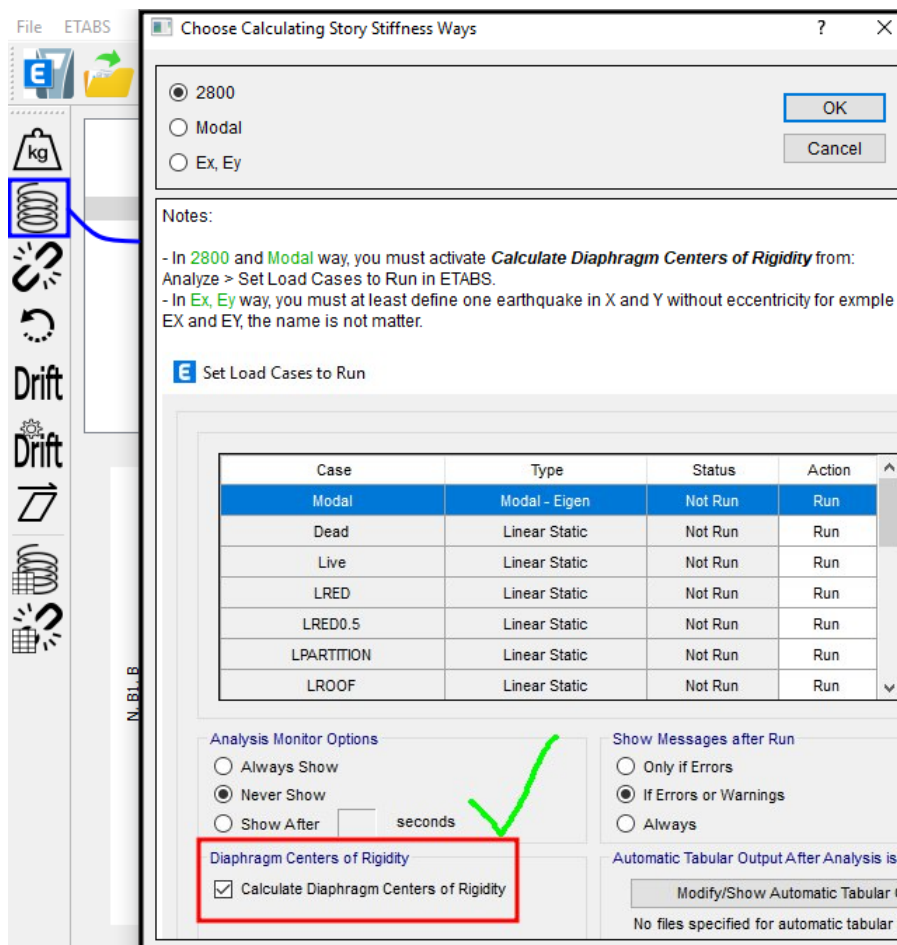 File ETABS
Choose Calculating Story Stiffness Ways ?
E
2800
OK
Modal
Cancel
Ex, Ey
kg
Notes:
- In 2800 and Modal way, you must activate Calculate Diaphragm Centers of Rigidity from:
Analyze > Set Load Cases to Run in ETABS.
- In Ex, Ey way, you must at least define one earthquake in X and Y without eccentricity for exmple
EX and EY, the name is not matter.
E Set Load Cases to Run
Drift
Drift
Case Type Status Action
Modal Modal - Eigen Not Run Run
Dead Linear Static Not Run Run
Live Linear Static Not Run Run
LRED Linear Static Not Run Run
LRED0.5 Linear Static Not Run Run
LPARTITION Linear Static Not Run Run
LROOF Linear Static Not Run Run
N, B1, B
Analysis Monitor Options
Always Show
Never Show
Show After seconds
Show Messages after Run
Only if Errors
If Errors or Warnings
Always
Diaphragm Centers of Rigidity
Calculate Diaphragm Centers of Rigidity
Automatic Tabular Output After Analysis is
Modify/Show Automatic Tabular
No files specified for automatic tabular